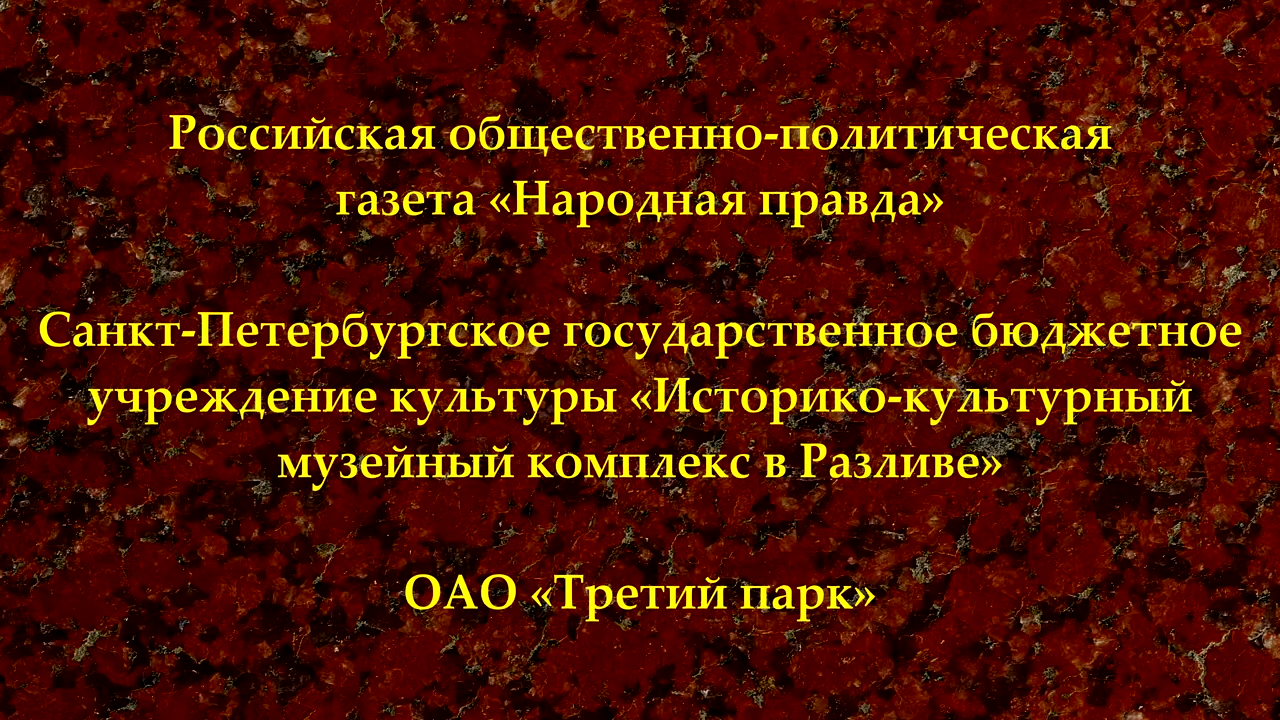 Российская общественно-политическая
газета «Народная правда»
Санкт-Петербургское государственное бюджетное
учреждение культуры «Историко-культурный
музейный комплекс в Разливе»
ОАО «Третий парк»